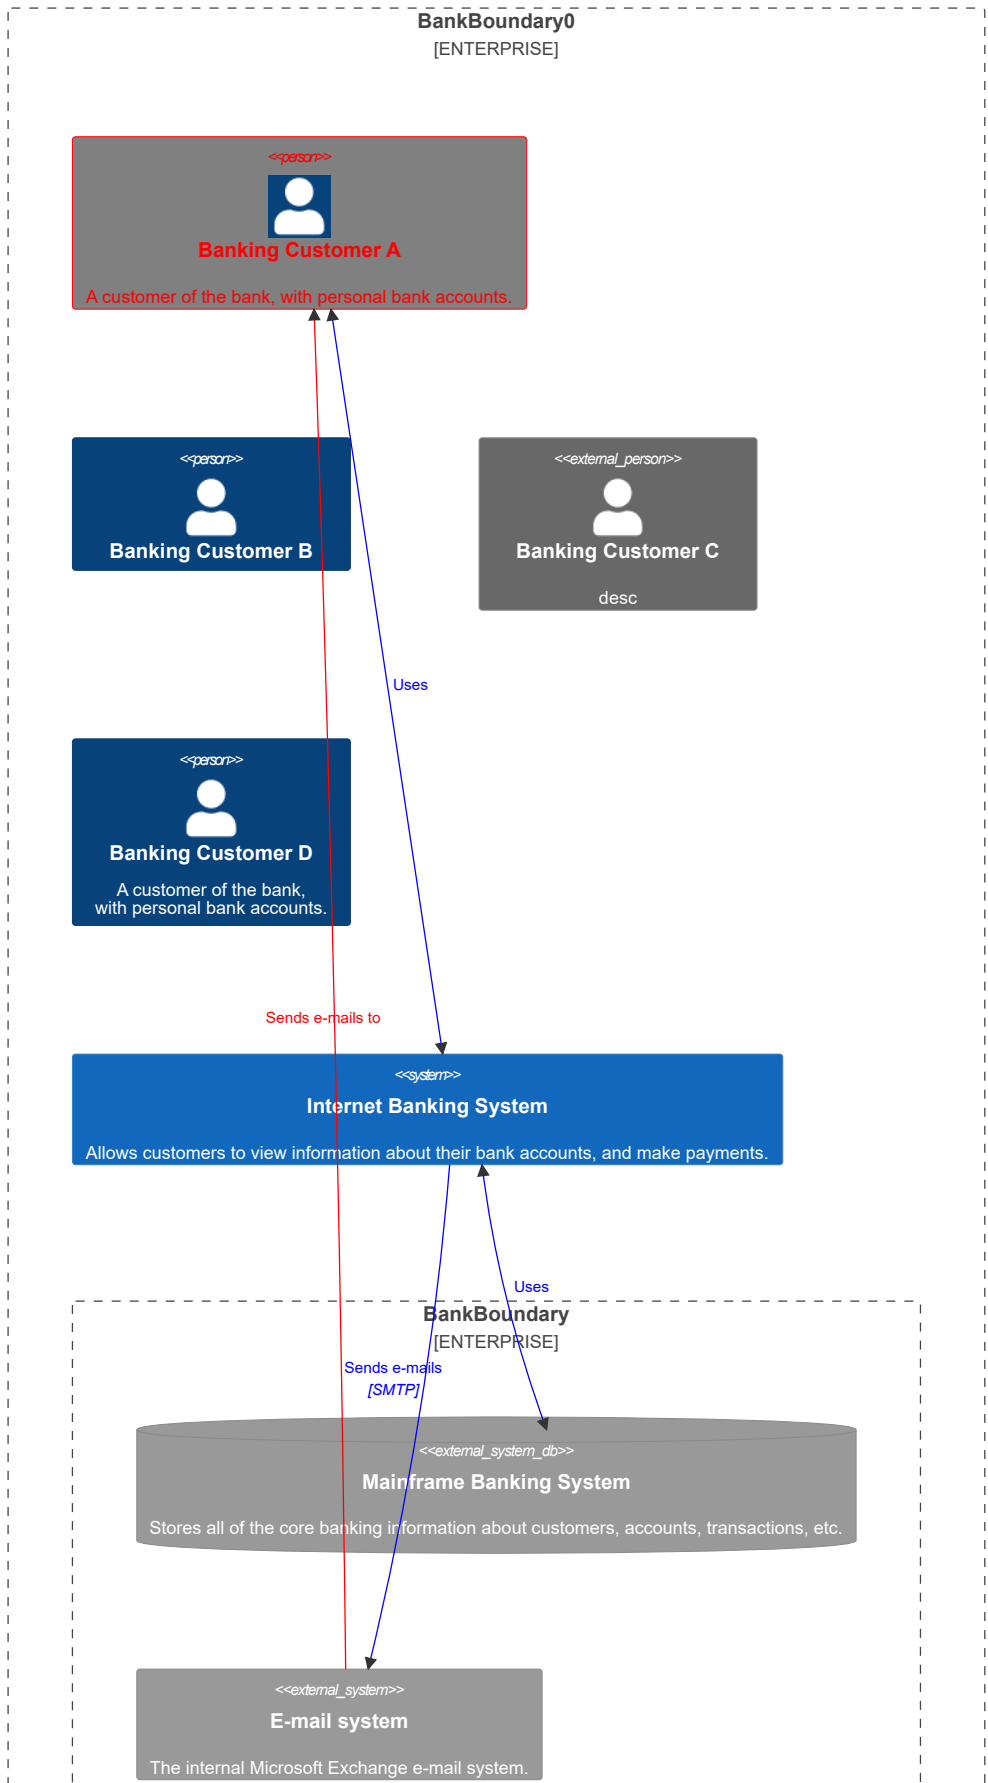 BankBoundary0
[ENTERPRISE]
<<person>>
Banking Customer A
A customer of the bank, with personal bank accounts.
<<person>>
Banking Customer B
<<external_person>>
Banking Customer C
desc
Uses
<<person>>
Banking Customer D
A customer of the bank,
with personal bank accounts.
Sends e-mails to
<<system>>
Internet Banking System
Allows customers to view information about their bank accounts, and make payments.
Uses
BankBoundary
[ENTERPRISE]
Sends e-mails
[SMTP]
<<external_system_db>>
Mainframe Banking System
Stores all of the core banking information about customers, accounts, transactions, etc.
<<external_system>>
E-mail system
The internal Microsoft Exchange e-mail system.